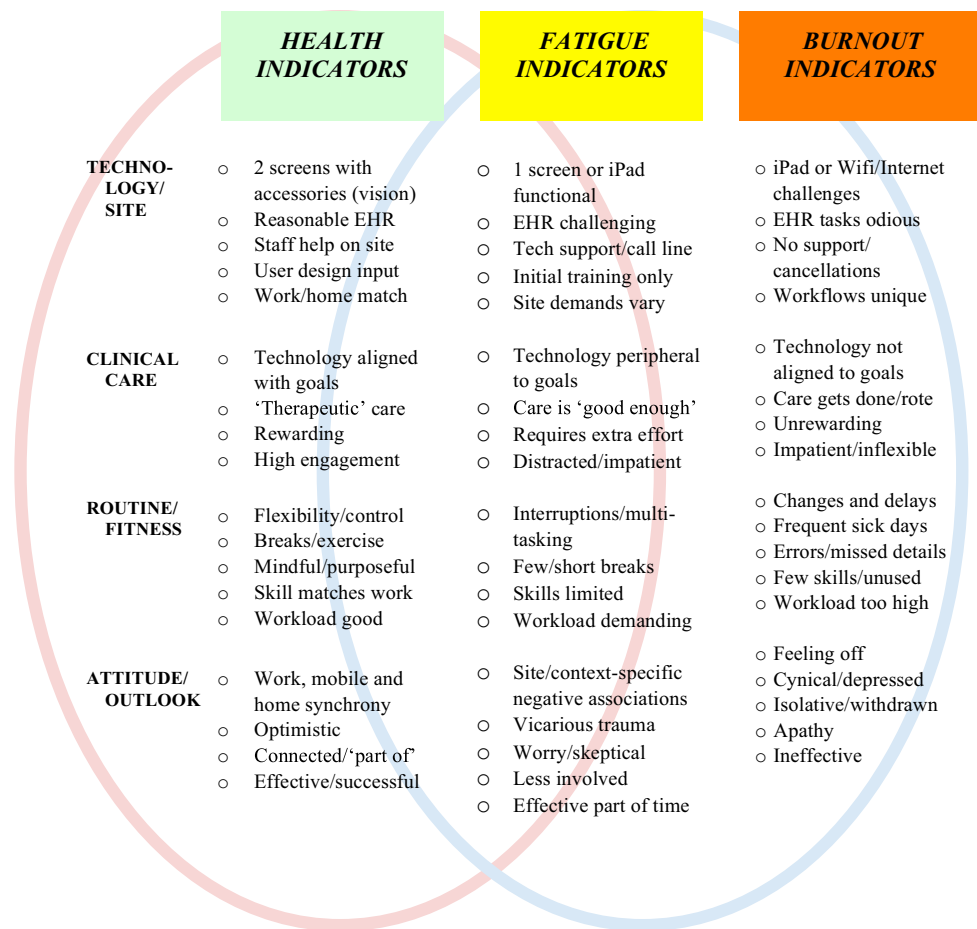 HEALTH
INDICATORS
FATIGUE
INDICATORS
BURNOUT
INDICATORS
TECHNO-
LOGY/
SITE
○ 2 screens with
accessories (vision)
○ Reasonable EHR
○ Staff help on site
○ User design input
○ Work/home match
○ 1 screen or iPad
functional
○ EHR challenging
○ Tech support/call line
○ Initial training only
○ Site demands vary
○ iPad or Wifi/Internet
challenges
○ EHR tasks odious
○ No support/
cancellations
○ Workflows unique
CLINICAL
CARE
○ Technology aligned
with goals
○ ‘Therapeutic’ care
○ Rewarding
○ High engagement
○ Technology peripheral
to goals
○ Care is ‘good enough’
○ Requires extra effort
○ Distracted/impatient
○ Technology not
aligned to goals
○ Care gets done/rote
○ Unrewarding
○ Impatient/inflexible
ROUTINE/
FITNESS
○ Flexibility/control
○ Breaks/exercise
○ Mindful/purposeful
○ Skill matches work
○ Workload good
○ Interruptions/multi-
tasking
○ Few/short breaks
○ Skills limited
○ Workload demanding
○ Changes and delays
○ Frequent sick days
○ Errors/missed details
○ Few skills/unused
○ Workload too high
ATTITUDE/
OUTLOOK
○ Work, mobile and
home synchrony
○ Optimistic
○ Connected/‘part of’
○ Effective/successful
○ Site/context-specific
negative associations
○ Vicarious trauma
○ Worry/skeptical
○ Less involved
○ Effective part of time
○ Feeling off
○ Cynical/depressed
○ Isolative/withdrawn
○ Apathy
○ Ineffective